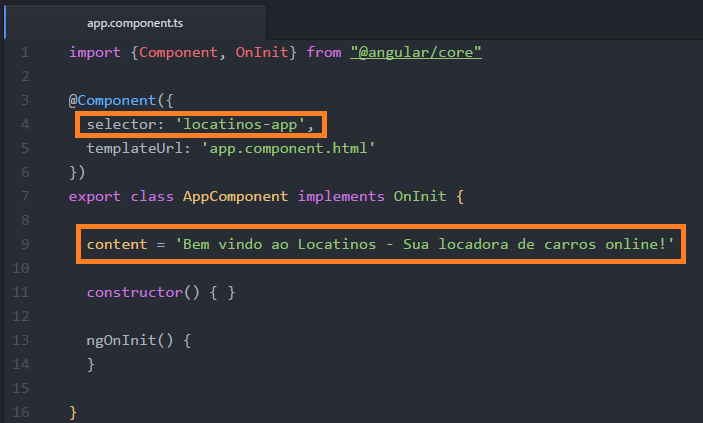 app.component.ts
1 import {Component, OnInit} from "@angular/core"
2
3 @Component({
4 selector: 'locatinos-app',
5 templateUrl: 'app.component.html'
6 })
7 export class AppComponent implements OnInit {
8
9 content = 'Bem vindo ao Locatinos - Sua locadora de carros online!'
10
11 constructor() { }
12
13 ngOnInit() {
14 }
15
16 }